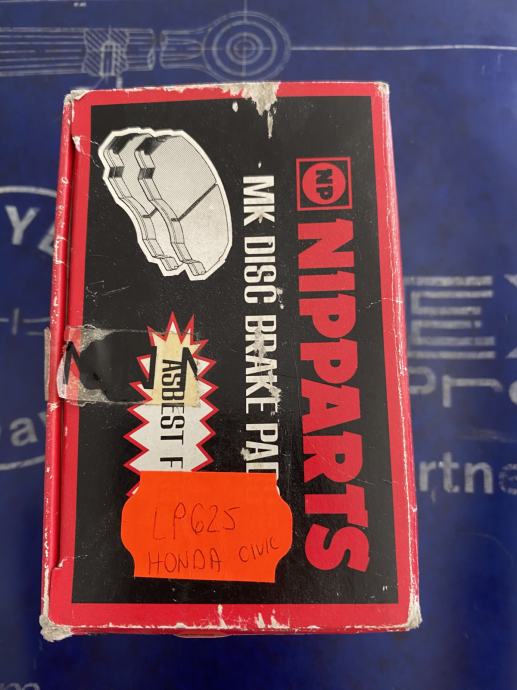 NP NIPPARTS
MK DISC BRAKE PAD
ASBEST F
LP625
HONDA CIVIC